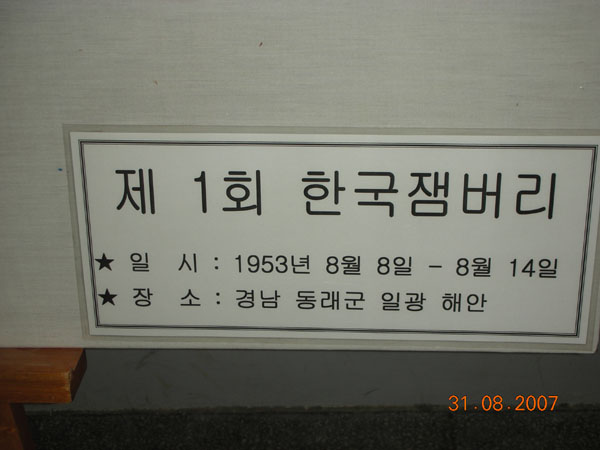 제 1회 한국잼버리
★ 일 시 : 1953년 8월 8일 - 8월 14일
★ 장 소 : 경남 동래군 일광 해안
31.08.2007